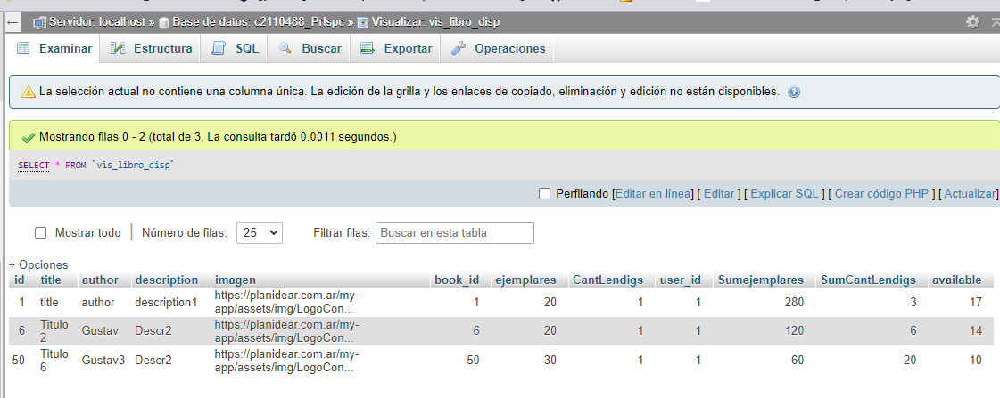 Servidor: localhost » Base de datos: c2110488_PrIspc » Visualizar: vis_libro_disp
Examinar Estructura SQL Buscar Exportar Operaciones
La selección actual no contiene una columna única. La edición de la grilla y los enlaces de copiado, eliminación y edición no están disponibles.
Mostrando filas 0 - 2 (total de 3, La consulta tardó 0.0011 segundos.)
SELECT * FROM `vis_libro_disp`
Perfilando [Editar en línea] [ Editar ] [ Explicar SQL ] [ Crear código PHP ] [ Actualizar]
Mostrar todo | Número de filas: 25 Filtrar filas: Buscar en esta tabla
+ Opciones
id title author description imagen book_id ejemplares CantLendigs user_id Sumejemplares SumCantLendigs available
1 title author description1 https://planidear.com.ar/my-app/assets/img/LogoCon... 1 20 1 1 280 3 17
6 Titulo 2 Gustav Descr2 https://planidear.com.ar/my-app/assets/img/LogoCon... 6 20 1 1 120 6 14
50 Titulo 6 Gustav3 Descr2 https://planidear.com.ar/my-app/assets/img/LogoCon... 50 30 1 1 60 20 10